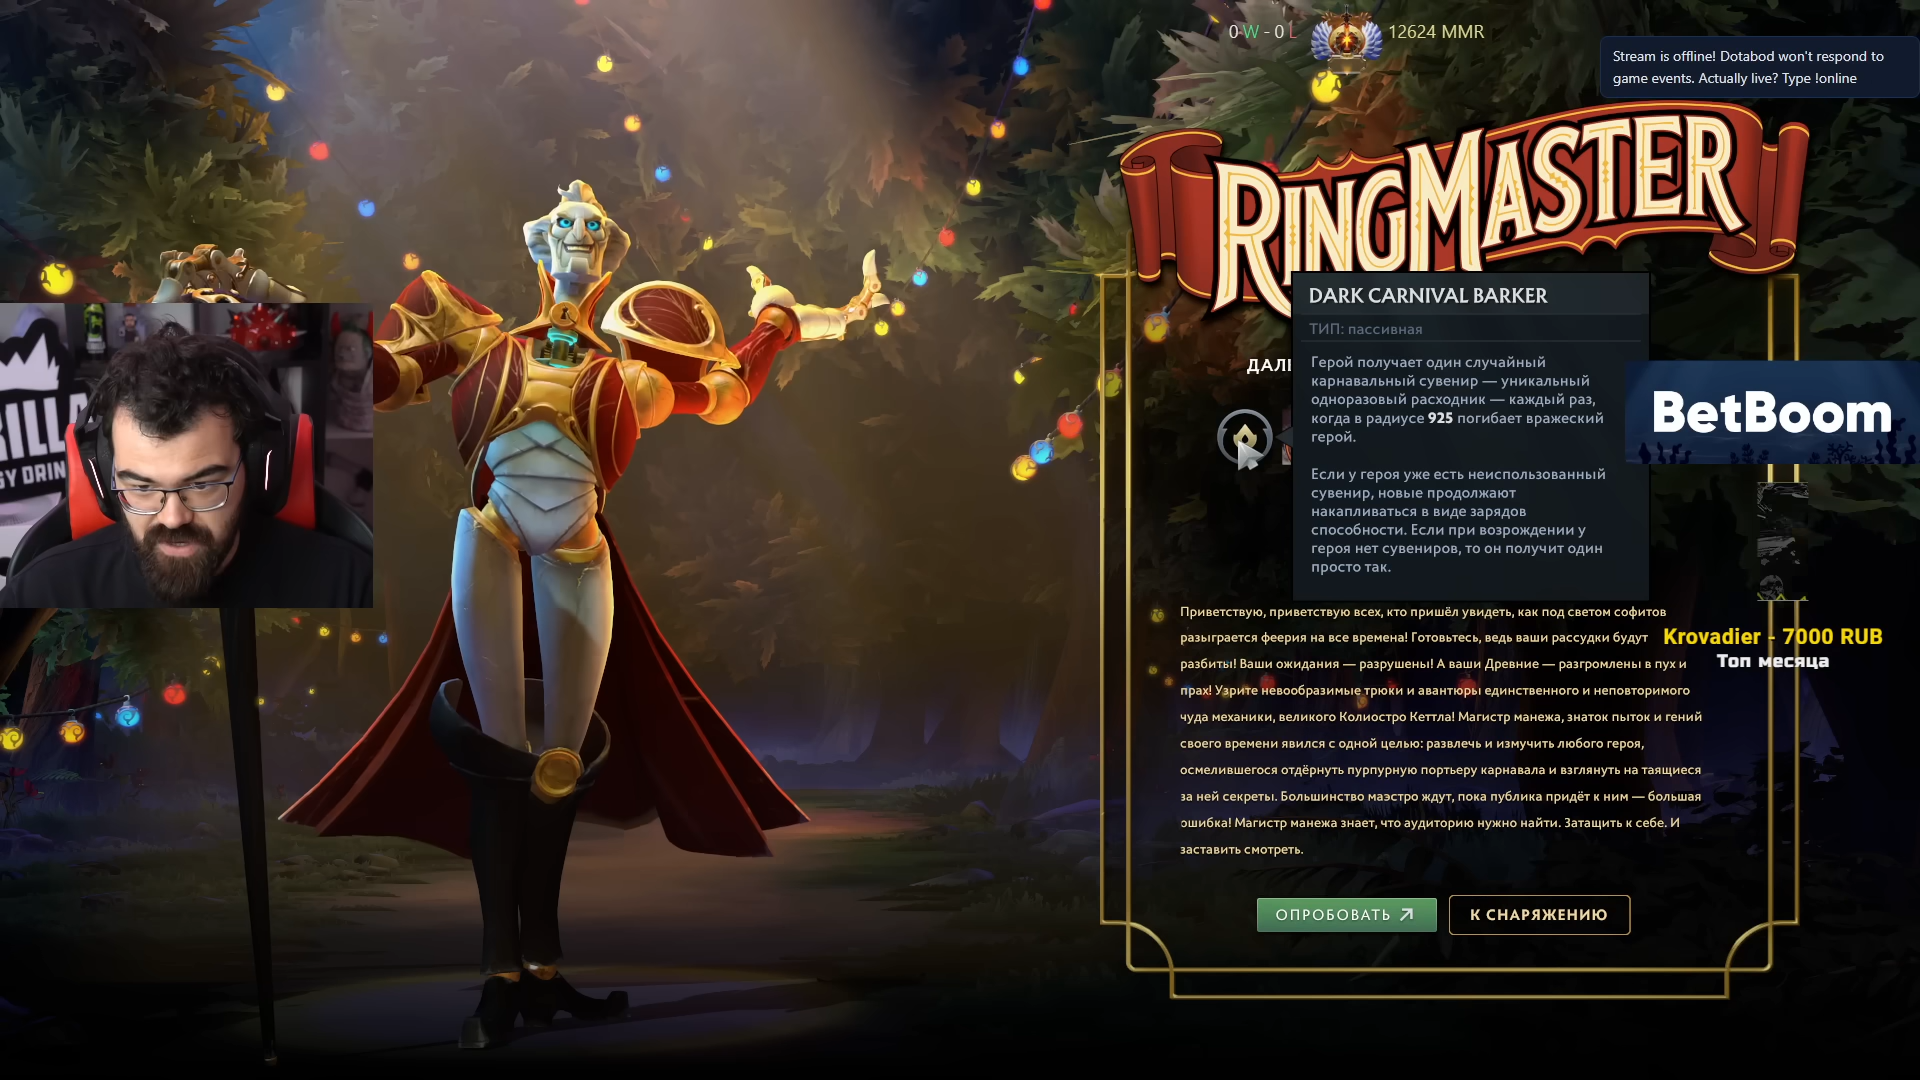 0 W - 0 L
12624 MMR
Stream is offline! Dotabod won't respond to
game events. Actually live? Type !online
RINGMASTER
DARK CARNIVAL BARKER
ТИП: пассивная
Герой получает один случайный
карнавальный сувенир — уникальный
одноразовый расходник — каждый раз,
когда в радиусе 925 погибает вражеский
герой.
Если у героя уже есть неиспользованный
сувенир, новые продолжают
накапливаться в виде зарядов
способности. Если при возрождении у
героя нет сувениров, то он получит один
просто так.
BetBoom
Приветствую, приветствую всех, кто пришёл увидеть, как под светом софитов
разыграется феерия на все времена! Готовьтесь, ведь ваши рассудки будут
разбиты! Ваши ожидания — разрушены! А ваши Древние — разгромлены в пух и
прах! Узрите невообразимые трюки и авантюры единственного и неповторимого
чуда механики, великого Колиостро Кеттла! Магистр манежа, знаток пыток и гений
своего времени явился с одной целью: развлечь и измучить любого героя,
осмелившегося отдёрнуть пурпурную портьеру карнавала и взглянуть на таящиеся
за ней секреты. Большинство маэстро ждут, пока публика придёт к ним — большая
ошибка! Магистр манежа знает, что аудиторию нужно найти. Затащить к себе. И
заставить смотреть.
Krovadier - 7000 RUB
Топ месяца
ОПРОБОВАТЬ
К СНАРЯЖЕНИЮ